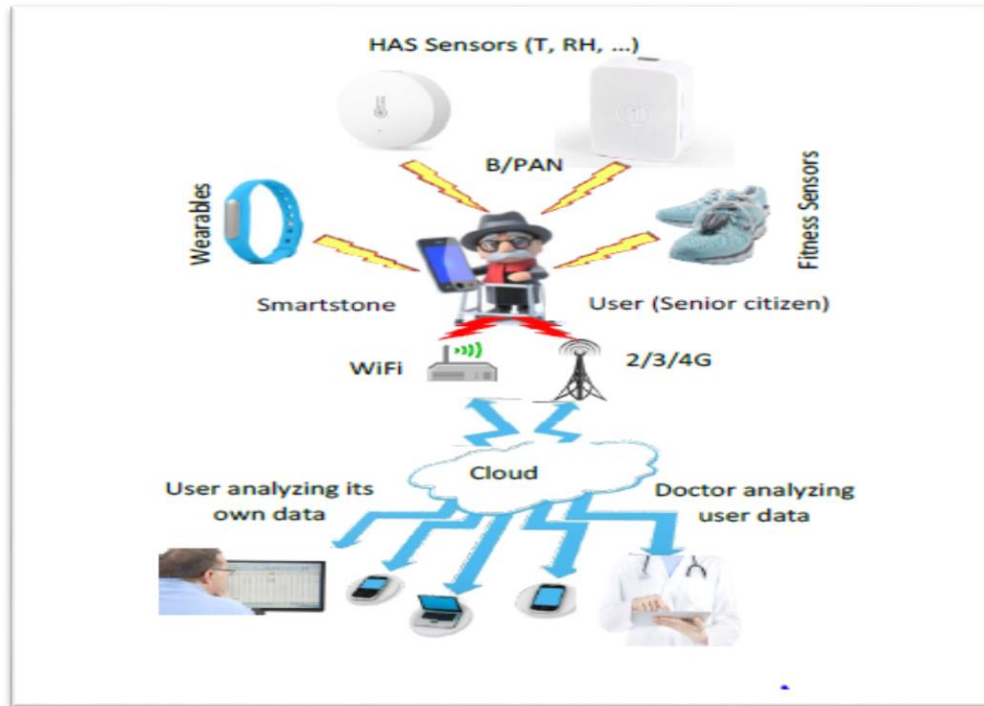 HAS Sensors (T, RH, ...)
B/PAN
Wearables
Fitness Sensors
Smartstone
User (Senior citizen)
WiFi
2/3/4G
Cloud
User analyzing its
own data
Doctor analyzing
user data